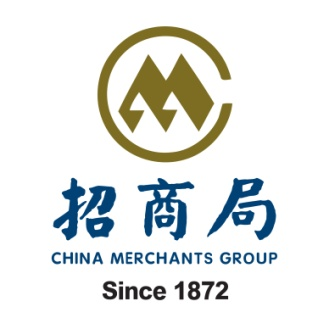 招商局
CHINA MERCHANTS GROUP
Since 1872